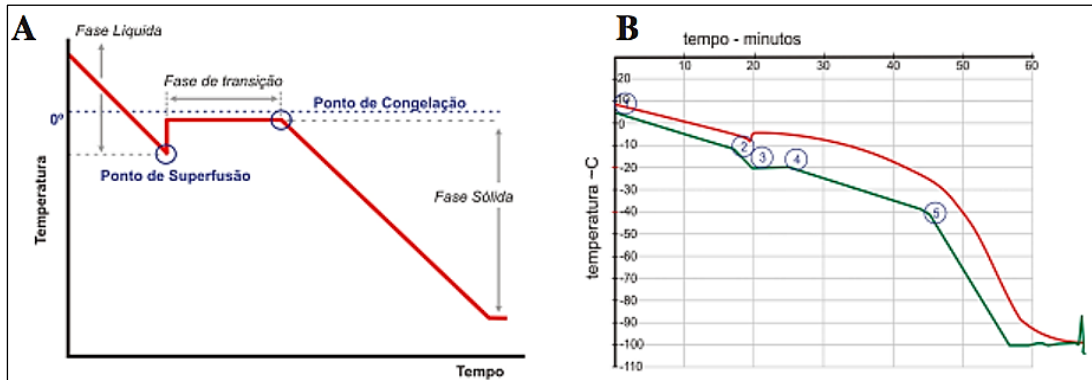 A
Fase Líquida
Fase de transição
Ponto de Congelação
0º
Ponto de Superfusão
Fase Sólida
Temperatura
Tempo
B
tempo - minutos
10 20 30 40 50 60
20
10
0
-10
-20
-30
-40
-50
-60
-70
-80
-90
-100
-110
2
3
4
5
temperatura –C